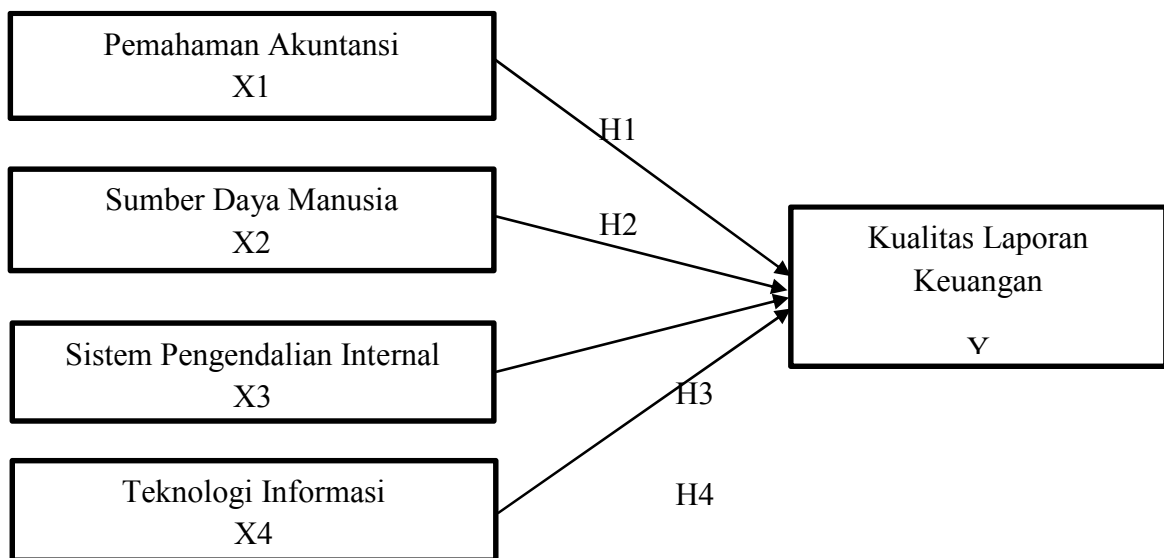 Pemahaman Akuntansi
X1
H1
Sumber Daya Manusia
X2
H2
Kualitas Laporan
Keuangan
Y
Sistem Pengendalian Internal
X3
H3
Teknologi Informasi
X4
H4